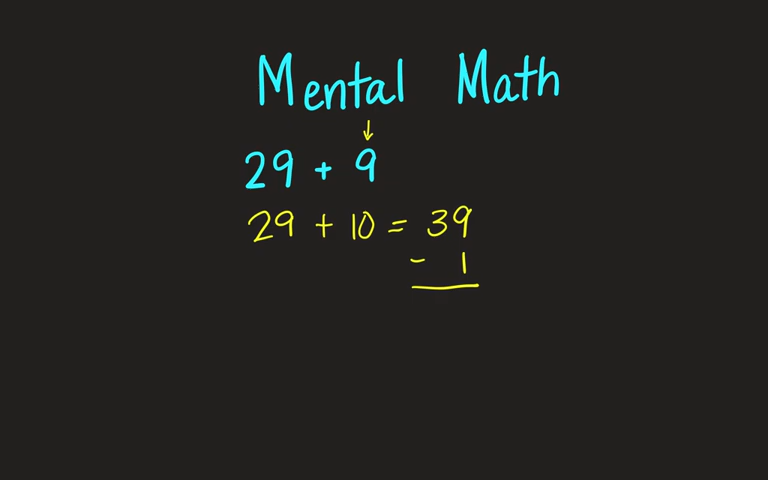 Mental Math
29 + 9
29 + 10 = 39
- 1